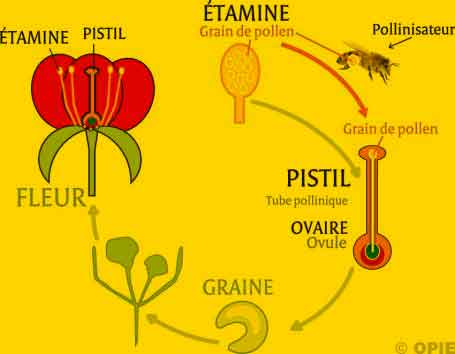 ÉTAMINE
PISTIL
FLEUR
ÉTAMINE
Grain de pollen
Pollinisateur
Grain de pollen
PISTIL
Tube pollinique
OVAIRE
Ovule
GRAINE
© OPIE